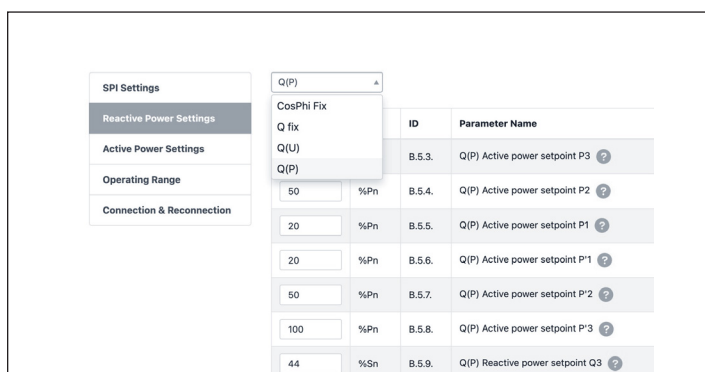 SPI Settings
Reactive Power Settings
Active Power Settings
Operating Range
Connection & Reconnection
Q(P)
CosPhi Fix
Q fix
Q(U)
Q(P)
ID Parameter Name
B.5.3. Q(P) Active power setpoint P3 ?
50 %Pn B.5.4. Q(P) Active power setpoint P2 ?
20 %Pn B.5.5. Q(P) Active power setpoint P1 ?
20 %Pn B.5.6. Q(P) Active power setpoint P'1 ?
50 %Pn B.5.7. Q(P) Active power setpoint P'2 ?
100 %Pn B.5.8. Q(P) Active power setpoint P'3 ?
44 %Sn B.5.9. Q(P) Reactive power setpoint Q3 ?